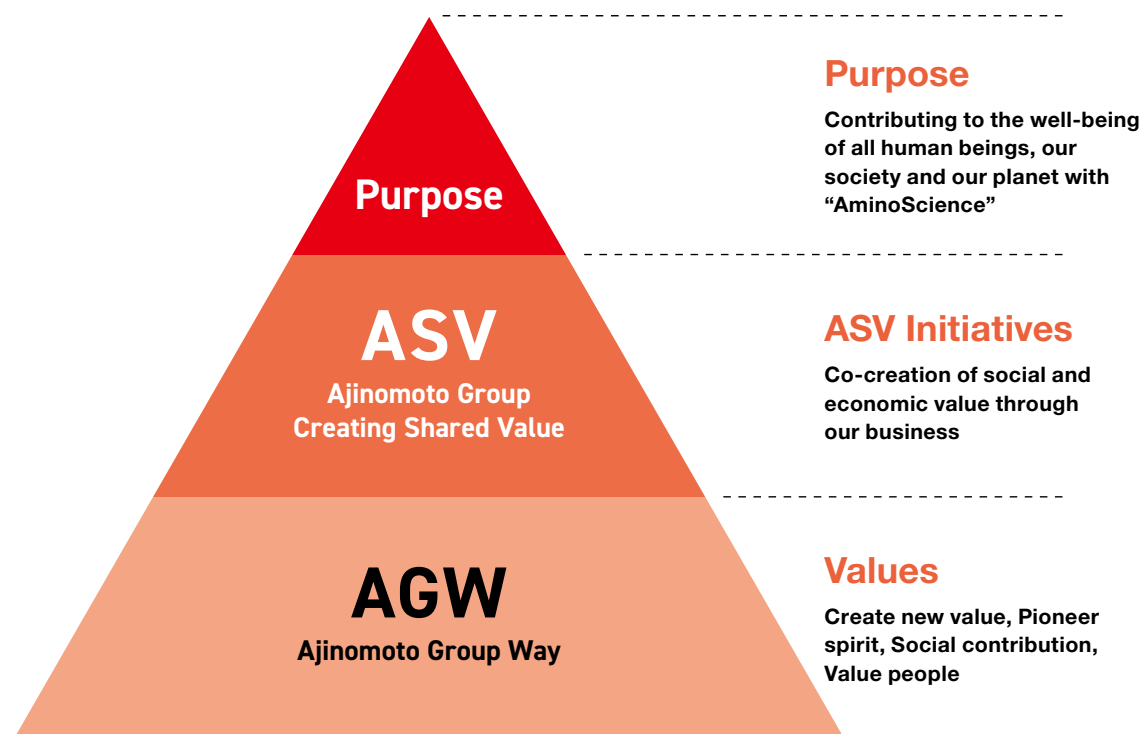 Purpose
Purpose
Contributing to the well-being
of all human beings, our
society and our planet with
“AminoScience”
ASV
Ajinomoto Group
Creating Shared Value
ASV Initiatives
Co-creation of social and
economic value through
our business
AGW
Ajinomoto Group Way
Values
Create new value, Pioneer
spirit, Social contribution,
Value people